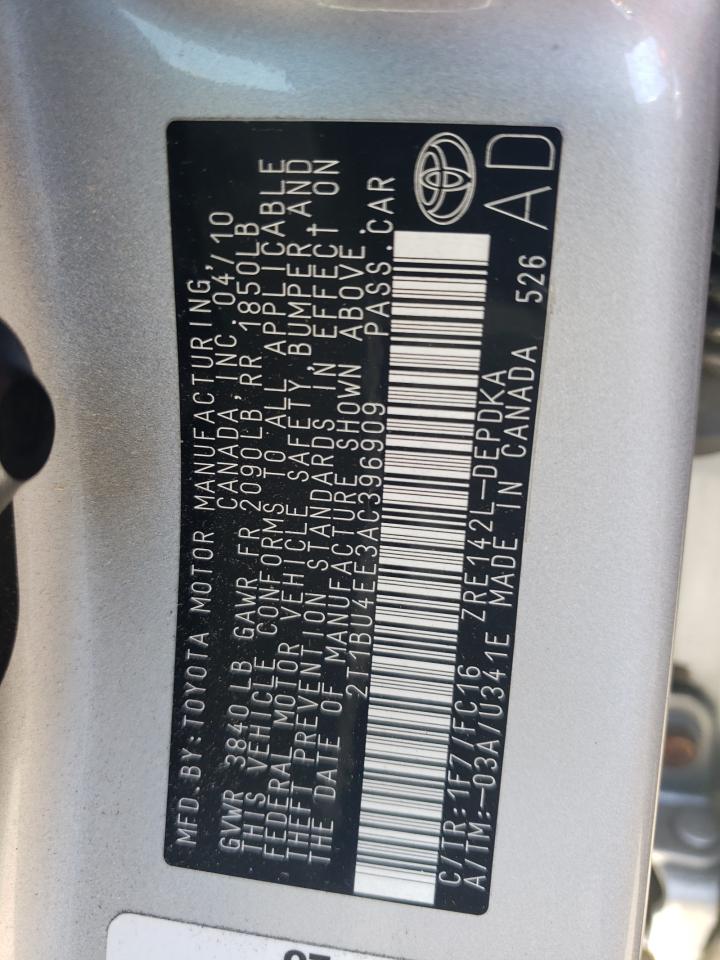 MFD.BY:TOYOTA MOTOR MANUFACTURING,
CANADA, INC. 04/10
GVWR 3840 LB GAWR FR 2090LB, RR 1850LB
THIS VEHICLE CONFORMS TO ALL APPLICABLE
FEDERAL MOTOR VEHICLE SAFETY, BUMPER, AND
THEFT PREVENTION STANDARDS IN EFFECT ON
THE DATE OF MANUFACTURE SHOWN ABOVE.
2T1BU4EE3AC396909 PASS.CAR
C/TR:1F7/FC16 ZRE142L-DEPDKA
A/TM:-03A/U341E MADE IN CANADA 526
AD